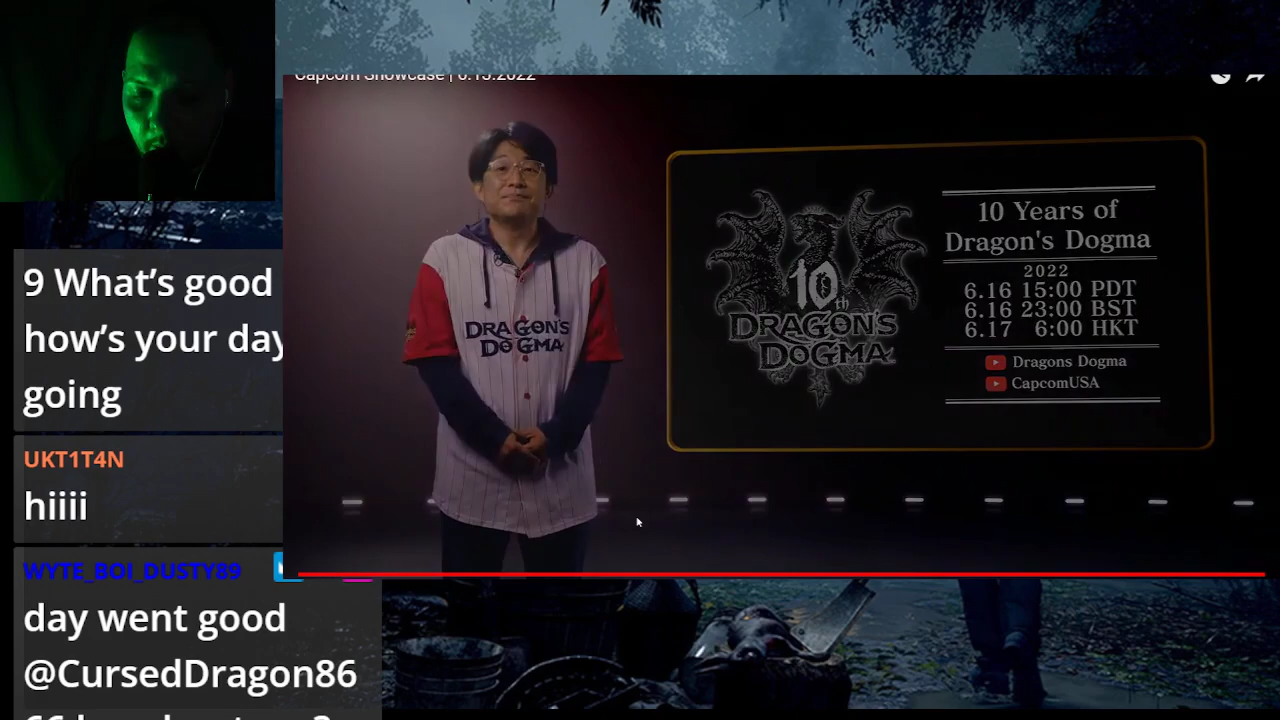 Capcom Showcase | 6.13.2022
9 What's good
how's your day
going
UKT1T4N
hiiii
WYTE_BOI_DUSTY89
day went good
@CursedDragon86
DRAGON'S
DOGMA
10th
DRAGON'S
DOGMA
10 Years of
Dragon's Dogma
2022
6.16 15:00 PDT
6.16 23:00 BST
6.17 6:00 HKT
Dragons Dogma
CapcomUSA